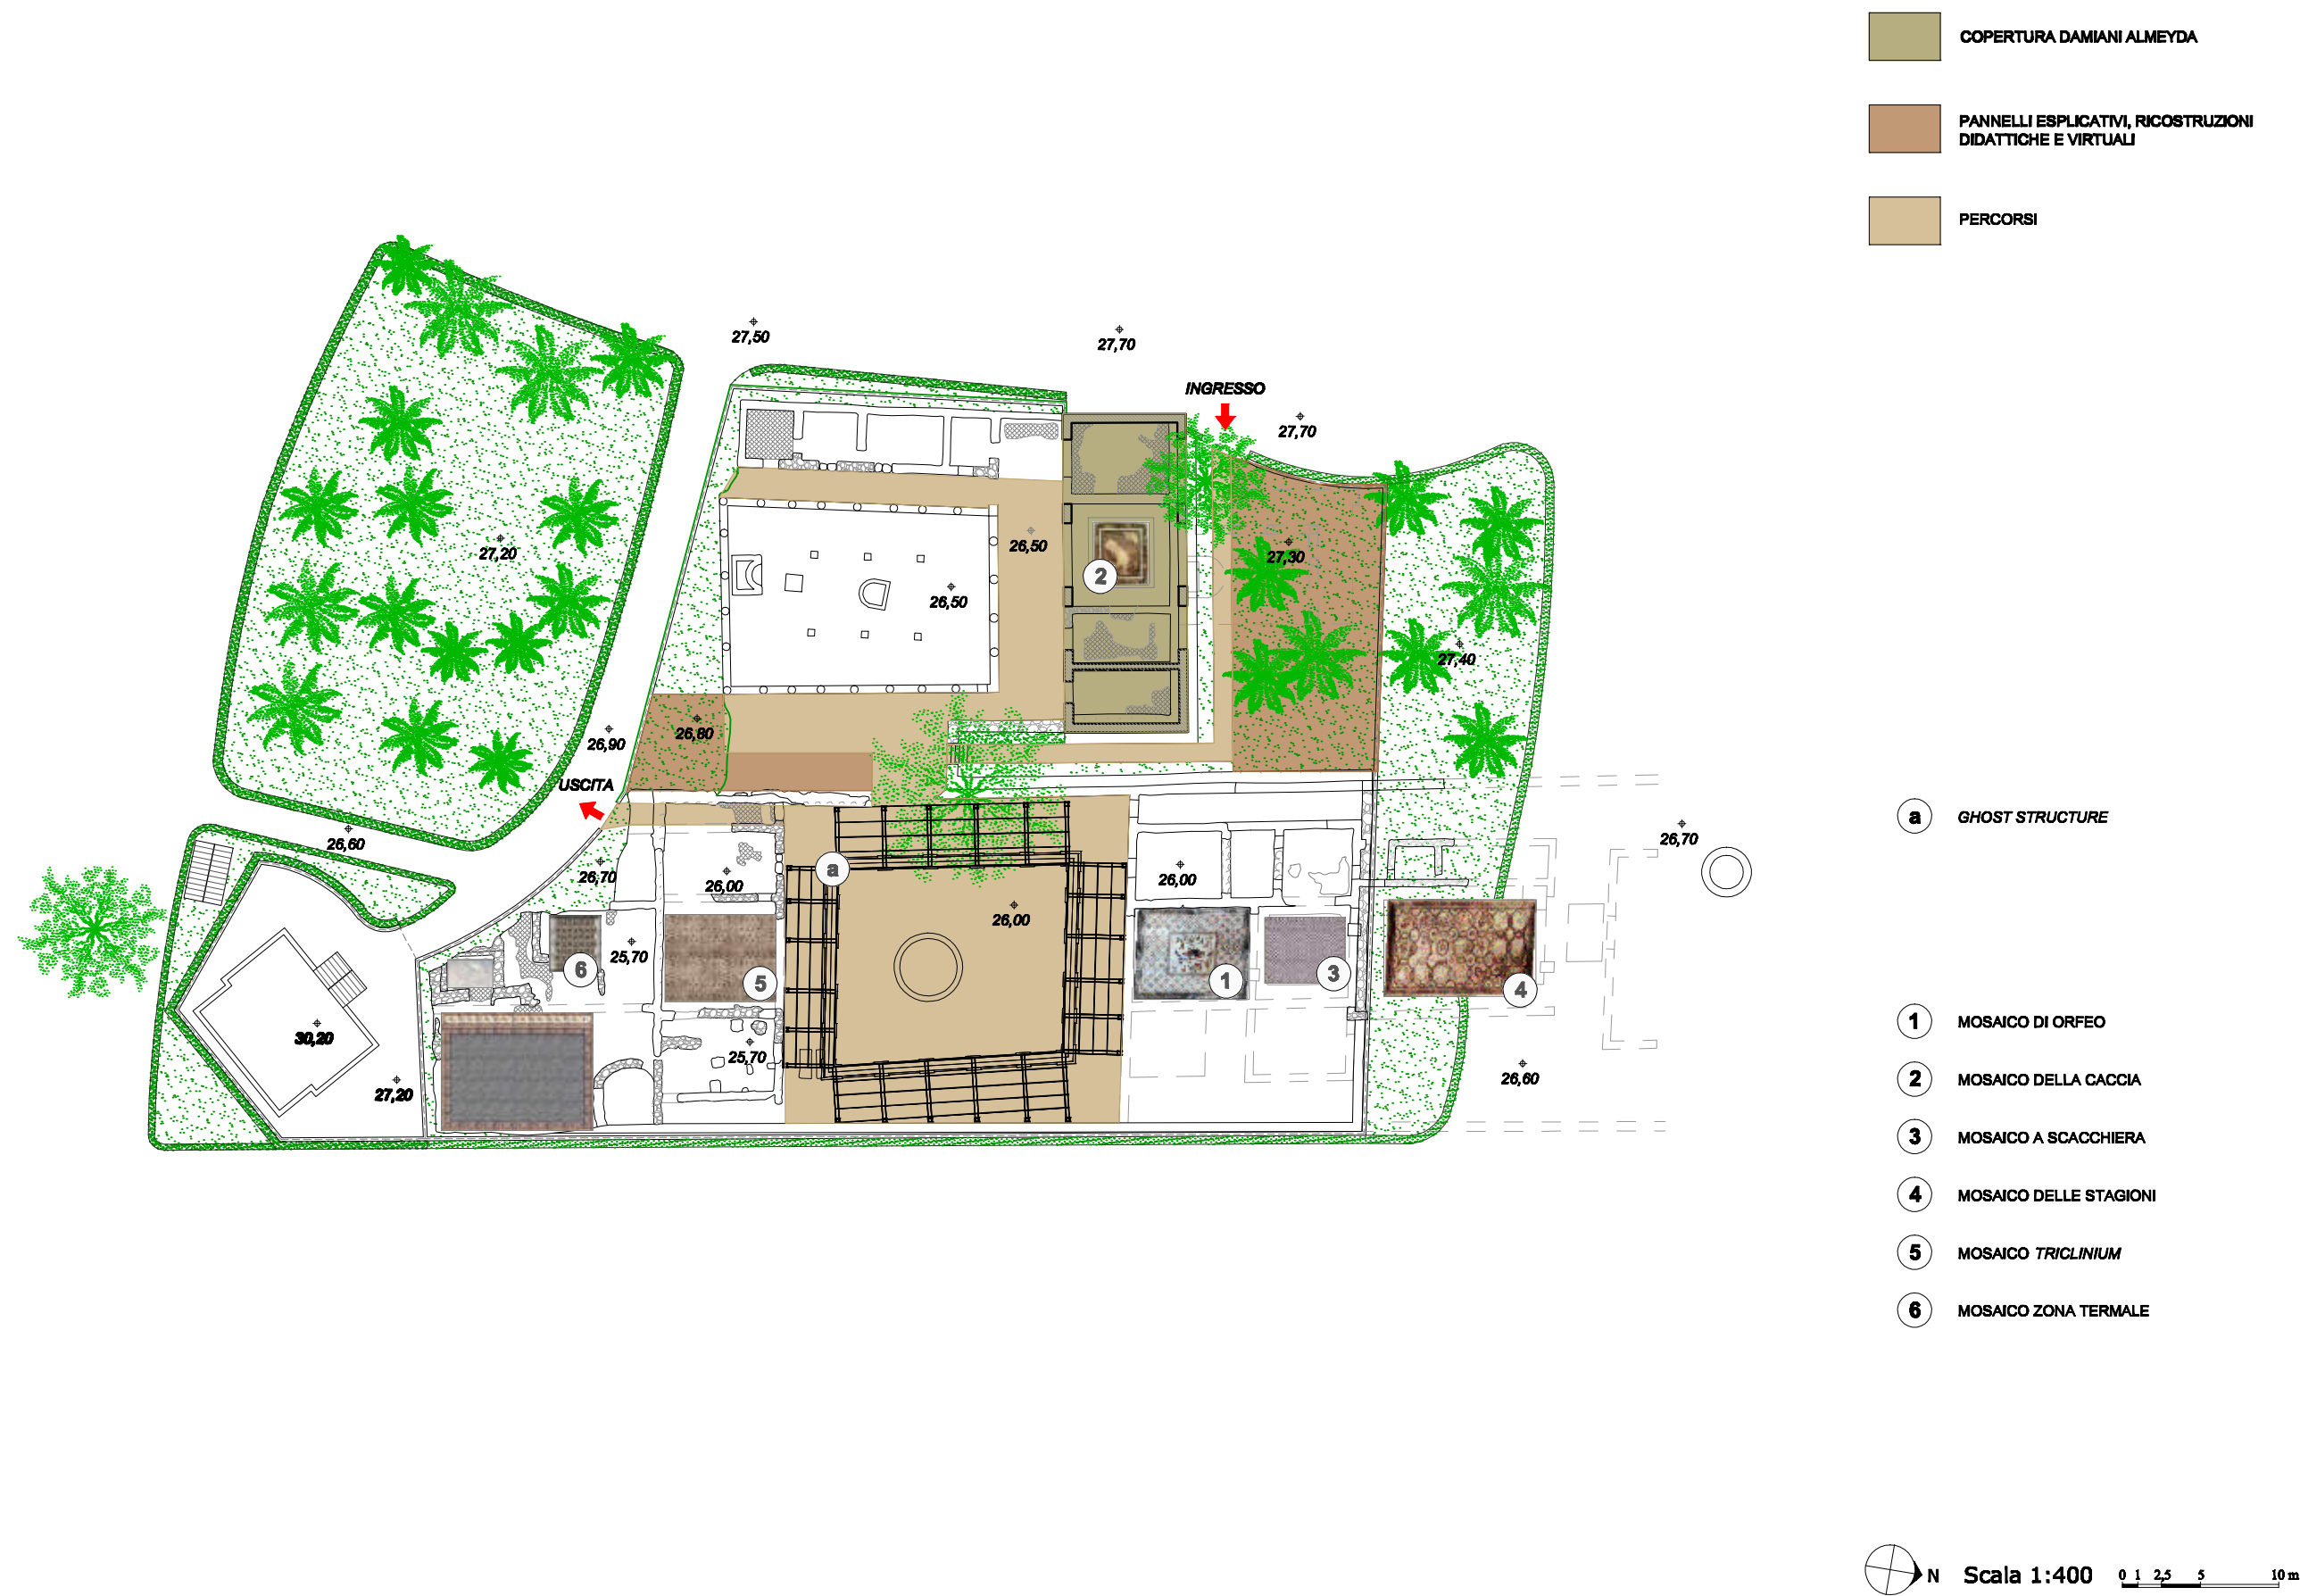 COPERTURA DAMIANI ALMEYDA
PANNELLI ESPLICATIVI, RICOSTRUZIONI
DIDATTICHE E VIRTUALI
PERCORSI
27,50
27,70
INGRESSO
27,70
27,20
26,50
27,30
2
26,50
27,40
26,80
26,90
USCITA
26,60
26,70
26,00
a
26,00
26,00
26,70
a GHOST STRUCTURE
25,70
6
5
1
3
4
30,20
27,20
25,70
26,60
1 MOSAICO DI ORFEO
2 MOSAICO DELLA CACCIA
3 MOSAICO A SCACCHIERA
4 MOSAICO DELLE STAGIONI
5 MOSAICO TRICLINIUM
6 MOSAICO ZONA TERMALE
N Scala 1:400 0 1 2,5 5 10 m